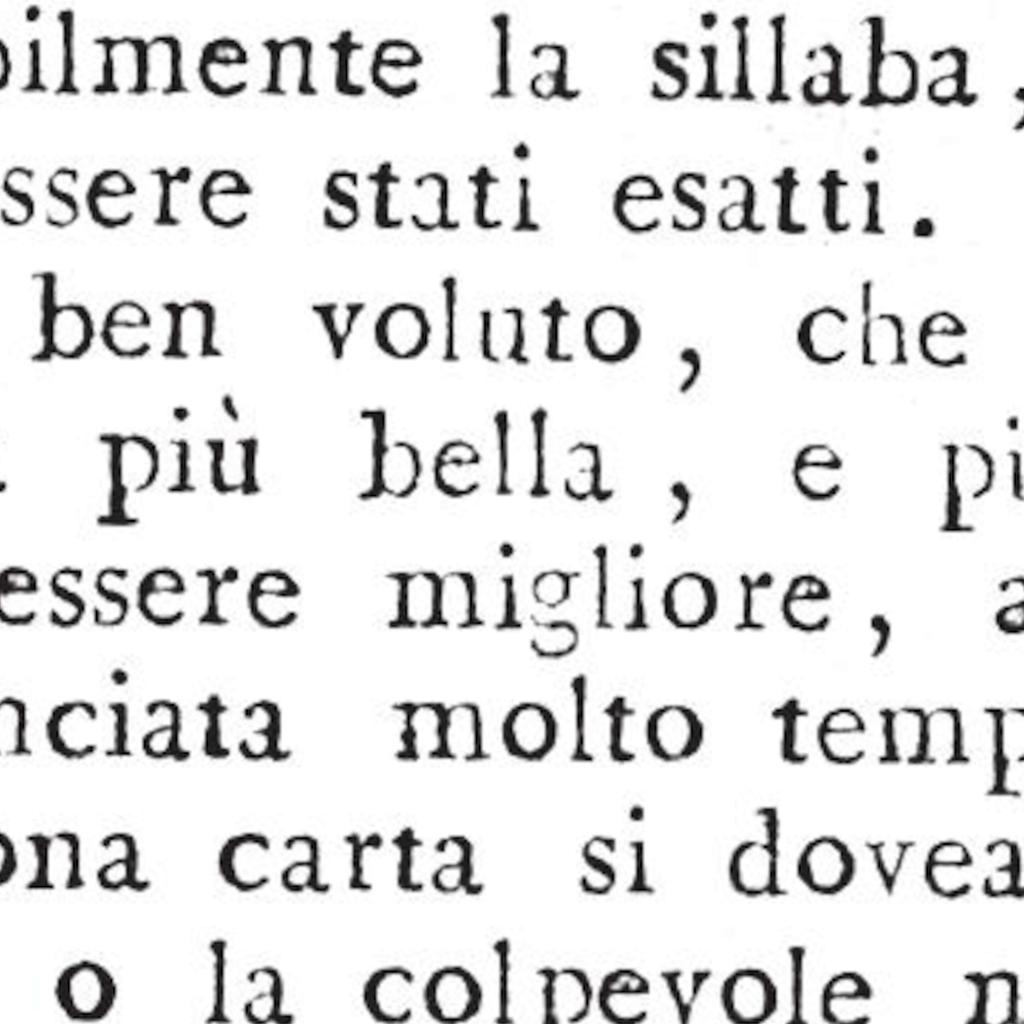 bilmente la sillaba,
ssere stati esatti.
ben voluto, che
più bella, e pi
essere migliore, a
nciata molto temp
ona carta si dovea
o la colpevole n